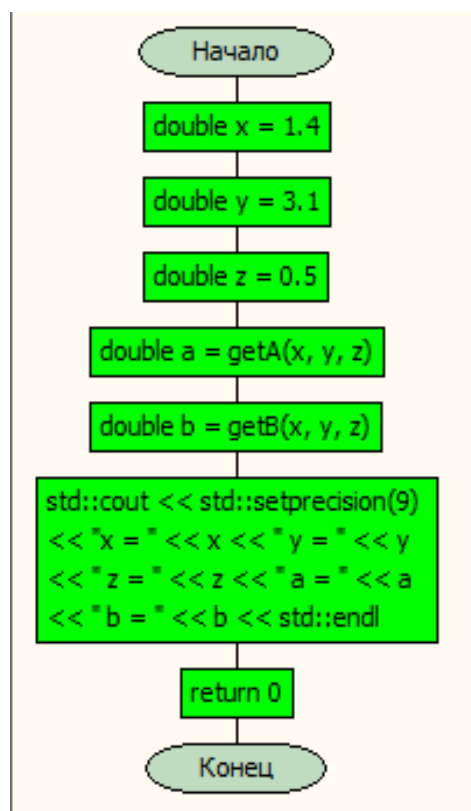 Начало
double x = 1.4
double y = 3.1
double z = 0.5
double a = getA(x, y, z)
double b = getB(x, y, z)
std::cout << std::setprecision(9)
<< "x = " << x << " y = " << y
<< " z = " << z << " a = " << a
<< " b = " << b << std::endl
return 0
Конец